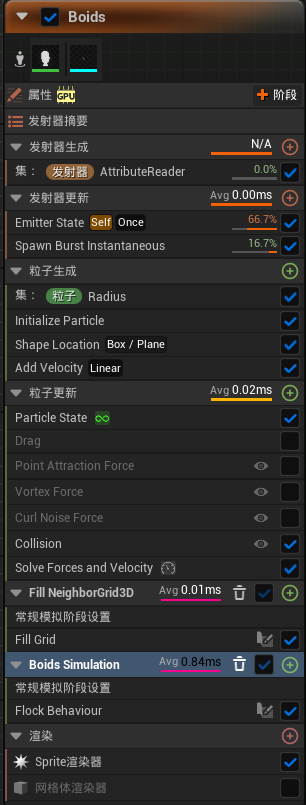 Boids
属性 GPU 阶段
发射器摘要
发射器生成 N/A
集： 发射器 AttributeReader 0.0%
发射器更新 Avg 0.00ms
Emitter State Self Once 66.7%
Spawn Burst Instantaneous 16.7%
粒子生成
集： 粒子 Radius
Initialize Particle
Shape Location Box / Plane
Add Velocity Linear
粒子更新 Avg 0.02ms
Particle State
Drag
Point Attraction Force
Vortex Force
Curl Noise Force
Collision
Solve Forces and Velocity
Fill NeighborGrid3D Avg 0.01ms
常规模拟阶段设置
Fill Grid
Boids Simulation Avg 0.84ms
常规模拟阶段设置
Flock Behaviour
渲染
Sprite渲染器
网格体渲染器